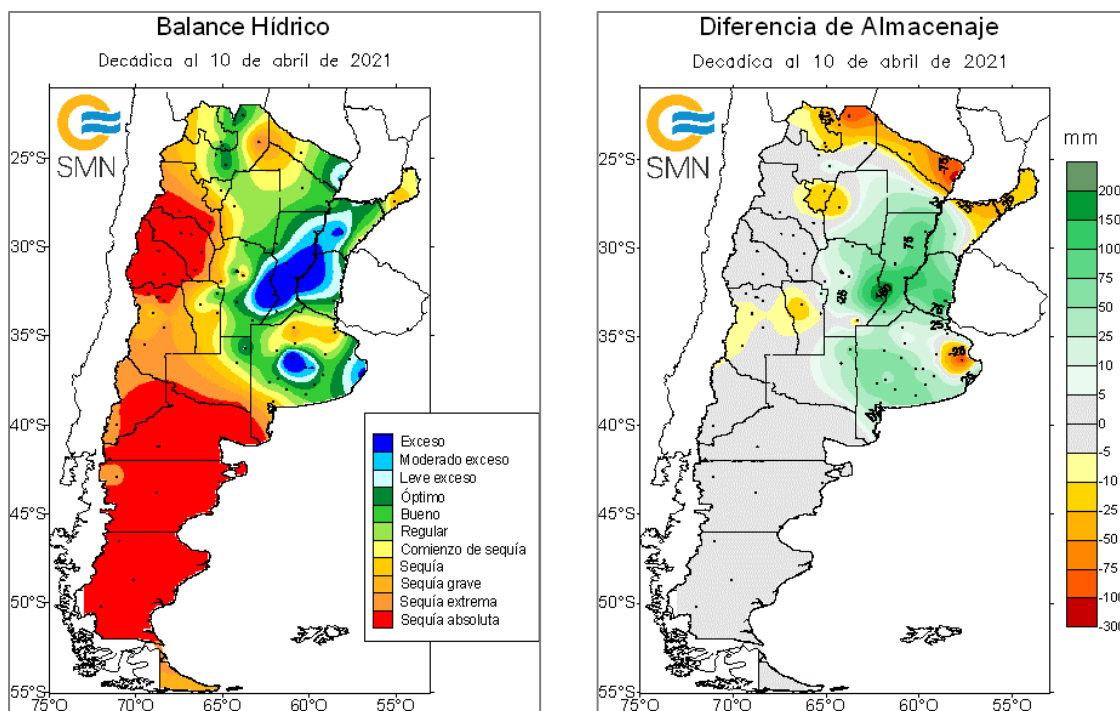 Balance Hídrico
Decádica al 10 de abril de 2021
SMN
25°S
30°S
35°S
40°S
45°S
50°S
55°S
75°O
70°O
65°O
60°O
55°O
Exceso
Moderado exceso
Leve exceso
Óptimo
Bueno
Regular
Comienzo de sequía
Sequía
Sequía grave
Sequía extrema
Sequía absoluta
Diferencia de Almacenaje
Decádica al 10 de abril de 2021
SMN
25°S
30°S
35°S
40°S
45°S
50°S
55°S
75°O
70°O
65°O
60°O
55°O
-75
75
-25
25
-25
mm
200
150
100
75
50
25
10
5
0
-5
-10
-25
-50
-75
-100
-300